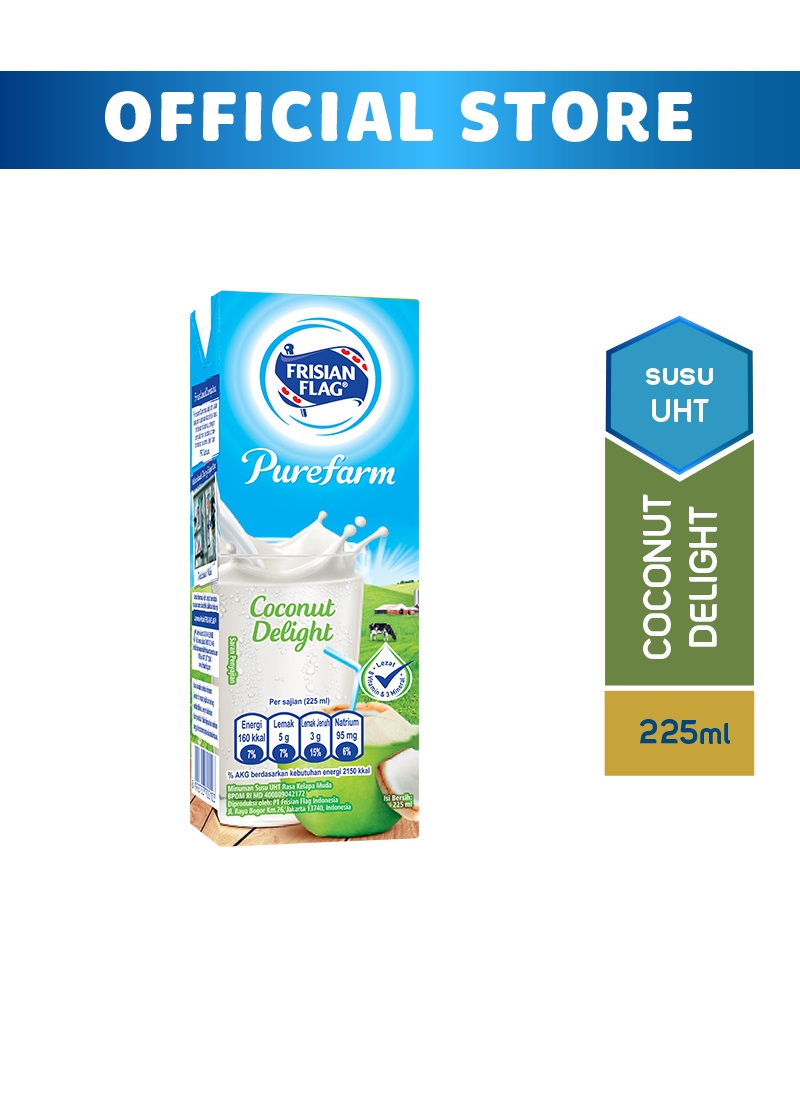 OFFICIAL STORE
FRISIAN
FLAG®
Purefarm
Coconut
Delight
Saran Penyajian
Lezat
8 Vitamin & 3 Mineral
Per sajian (225 ml)
Energi
160 kkal
7%
Lemak
5 g
7%
Lemak Jenuh
3 g
15%
Natrium
95 mg
6%
% AKG berdasarkan kebutuhan energi 2150 kkal
Minuman Susu UHT Rasa Kelapa Muda
BPOM RI MD 400809042172
Diproduksi oleh: PT Frisian Flag Indonesia
Jl. Raya Bogor Km.26, Jakarta 13740, Indonesia
Isi Bersih:
225 ml
SUSU
UHT
COCONUT
DELIGHT
225ml